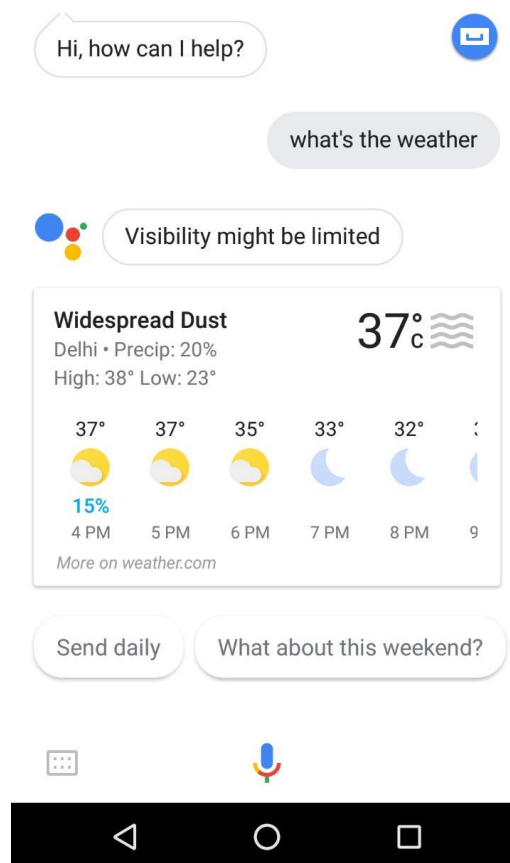 Hi, how can I help?
what's the weather
Visibility might be limited
Widespread Dust
37°C
Delhi • Precip: 20%
High: 38° Low: 23°
37° 37° 35° 33° 32°
15%
4 PM 5 PM 6 PM 7 PM 8 PM 9
More on weather.com
Send daily What about this weekend?